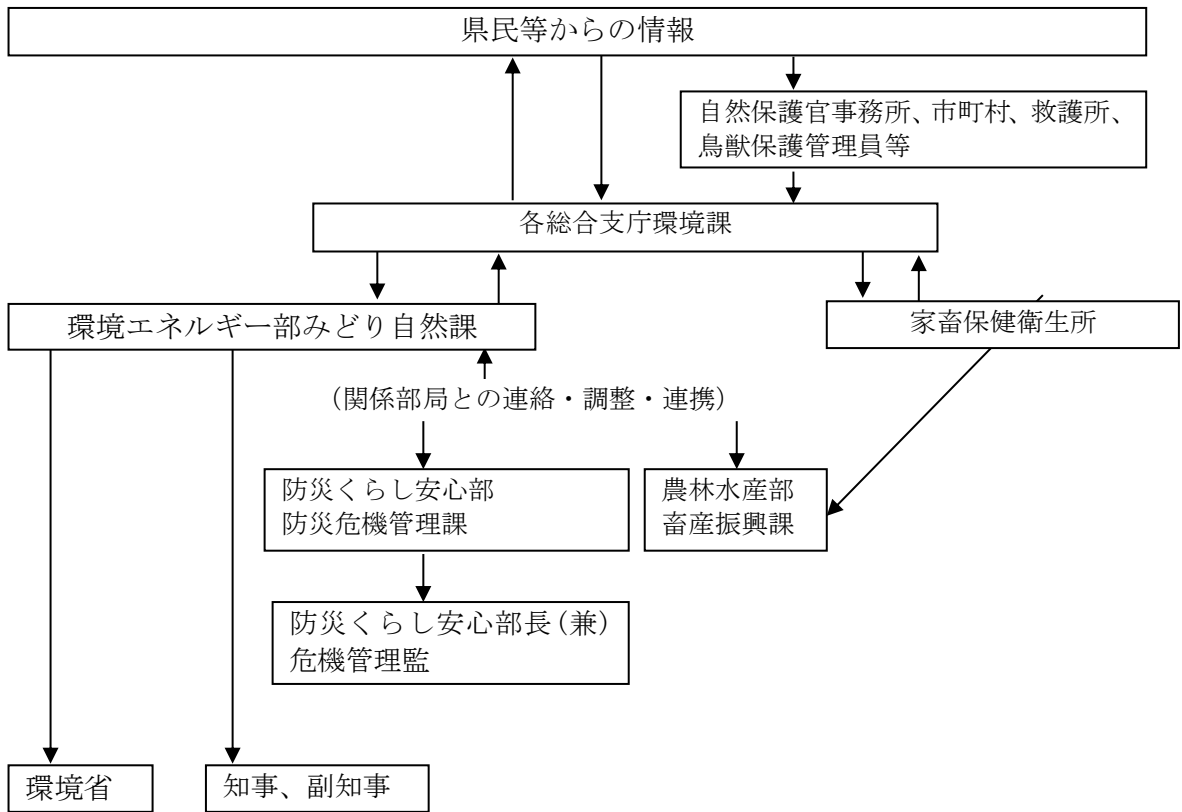 県民等からの情報
自然保護官事務所、市町村、救護所、
鳥獣保護管理員等
各総合支庁環境課
環境エネルギー部みどり自然課
家畜保健衛生所
（関係部局との連絡・調整・連携）
防災くらし安心部
防災危機管理課
農林水産部
畜産振興課
防災くらし安心部長（兼）
危機管理監
環境省
知事、副知事